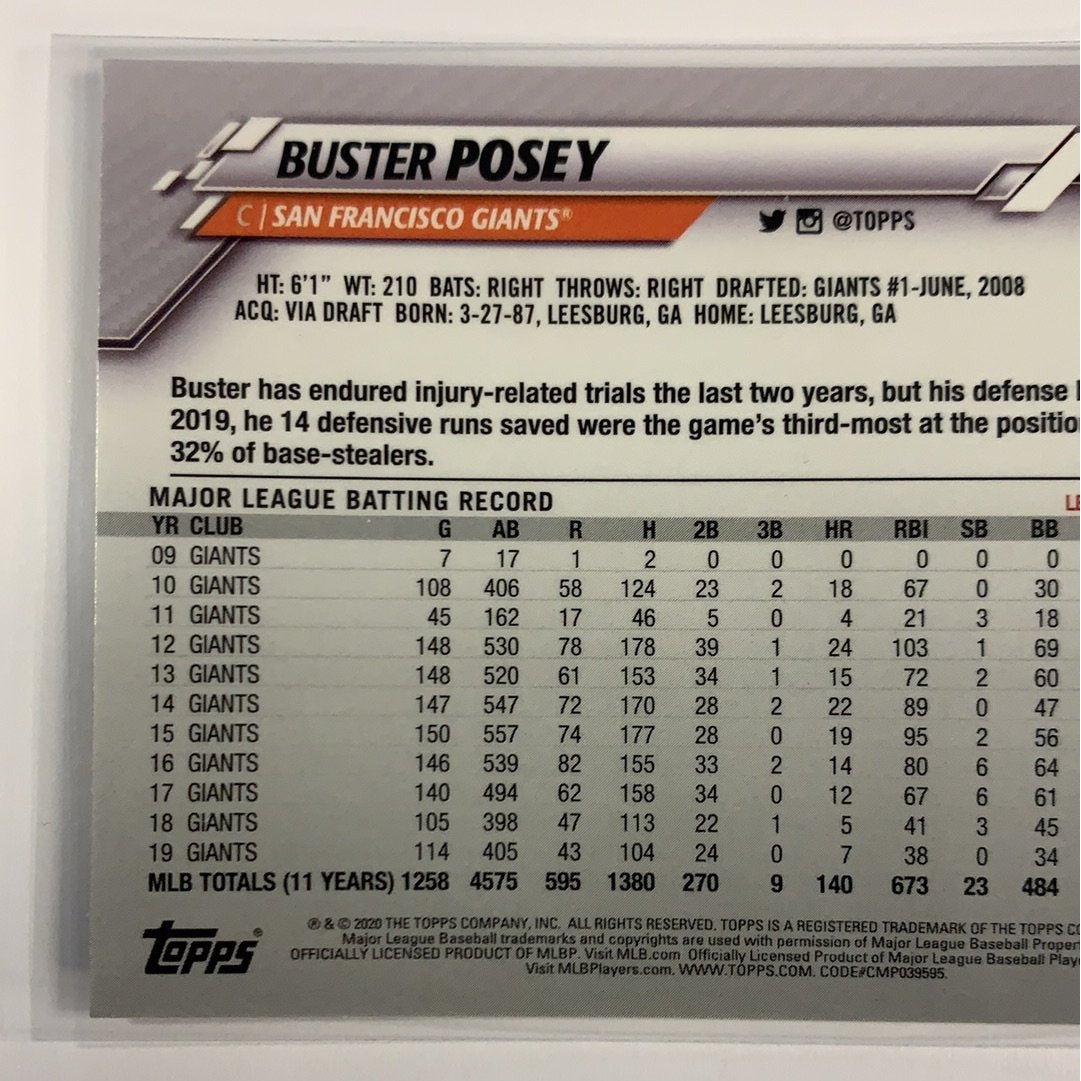 BUSTER POSEY
C | SAN FRANCISCO GIANTS®
@TOPPS
HT: 6'1" WT: 210 BATS: RIGHT THROWS: RIGHT DRAFTED: GIANTS #1-JUNE, 2008
ACQ: VIA DRAFT BORN: 3-27-87, LEESBURG, GA HOME: LEESBURG, GA
Buster has endured injury-related trials the last two years, but his defense
2019, he 14 defensive runs saved were the game's third-most at the
32% of base-stealers.
MAJOR LEAGUE BATTING RECORD
YR CLUB G AB R H 2B 3B HR RBI SB BB
09 GIANTS 7 17 1 2 0 0 0 0 0 0
10 GIANTS 108 406 58 124 23 2 18 67 0 30
11 GIANTS 45 162 17 46 5 0 4 21 3 18
12 GIANTS 148 530 78 178 39 1 24 103 1 69
13 GIANTS 148 520 61 153 34 1 15 72 2 60
14 GIANTS 147 547 72 170 28 2 22 89 0 47
15 GIANTS 150 557 74 177 28 0 19 95 2 56
16 GIANTS 146 539 82 155 33 2 14 80 6 64
17 GIANTS 140 494 62 158 34 0 12 67 6 61
18 GIANTS 105 398 47 113 22 1 5 41 3 45
19 GIANTS 114 405 43 104 24 0 7 38 0 34
MLB TOTALS (11 YEARS) 1258 4575 595 1380 270 9 140 673 23 484
TOPPS®
® & © 2020 THE TOPPS COMPANY, INC. ALL RIGHTS RESERVED. TOPPS IS A REGISTERED TRADEMARK OF THE TOPPS
Major League Baseball trademarks and copyrights are used with permission of Major League Baseball
OFFICIALLY LICENSED PRODUCT OF MLBP. Visit MLB.com Officially Licensed Product of Major League Baseball
Visit MLBPlayers.com. WWW.TOPPS.COM. CODE#CMP039595.